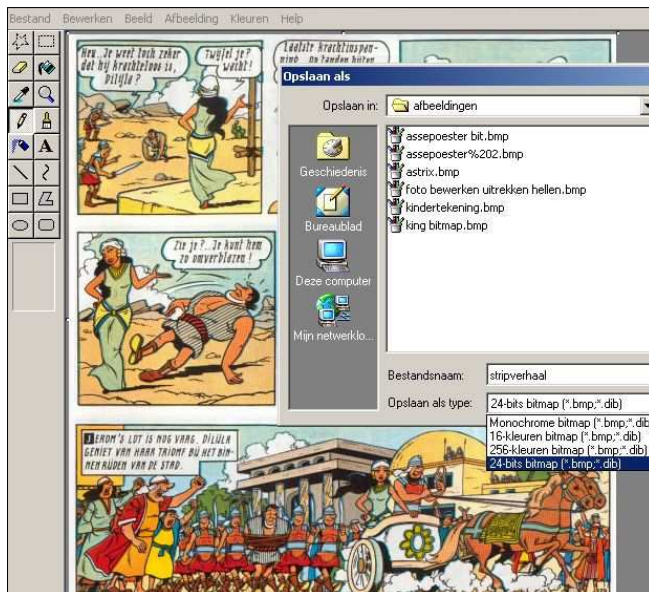 Bestand Bewerken Beeld Afbeelding Kleuren Help
Heu.. Je weet toch zeker
dat hij krachteloos is,
Dilila?
Twijfel je?
Wacht!
Laatste krachtinspan-
Opslaan als
Opslaan in:
afbeeldingen
Geschiedenis
Bureaublad
Deze computer
Mijn netwerklo...
assepoester bit.bmp
assepoester%202.bmp
astrix.bmp
foto bewerken uitrekken hellen.bmp
kindertekening.bmp
king bitmap.bmp
Bestandsnaam:
stripverhaal
Opslaan als type:
24-bits bitmap (*.bmp;*.dib)
Monochrome bitmap (*.bmp;*.dib
16-kleuren bitmap (*.bmp;*.dib)
256-kleuren bitmap (*.bmp;*.dib)
24-bits bitmap (*.bmp;*.dib)
A
Zie je?.. Je kunt hem
zo omverblazen!
JEROM'S LOT IS NOG VAAG. DILILA
GENIET VAN HAAR TRIOMF BIJ HET BIN-
NENRIJDEN VAN DE STAD.